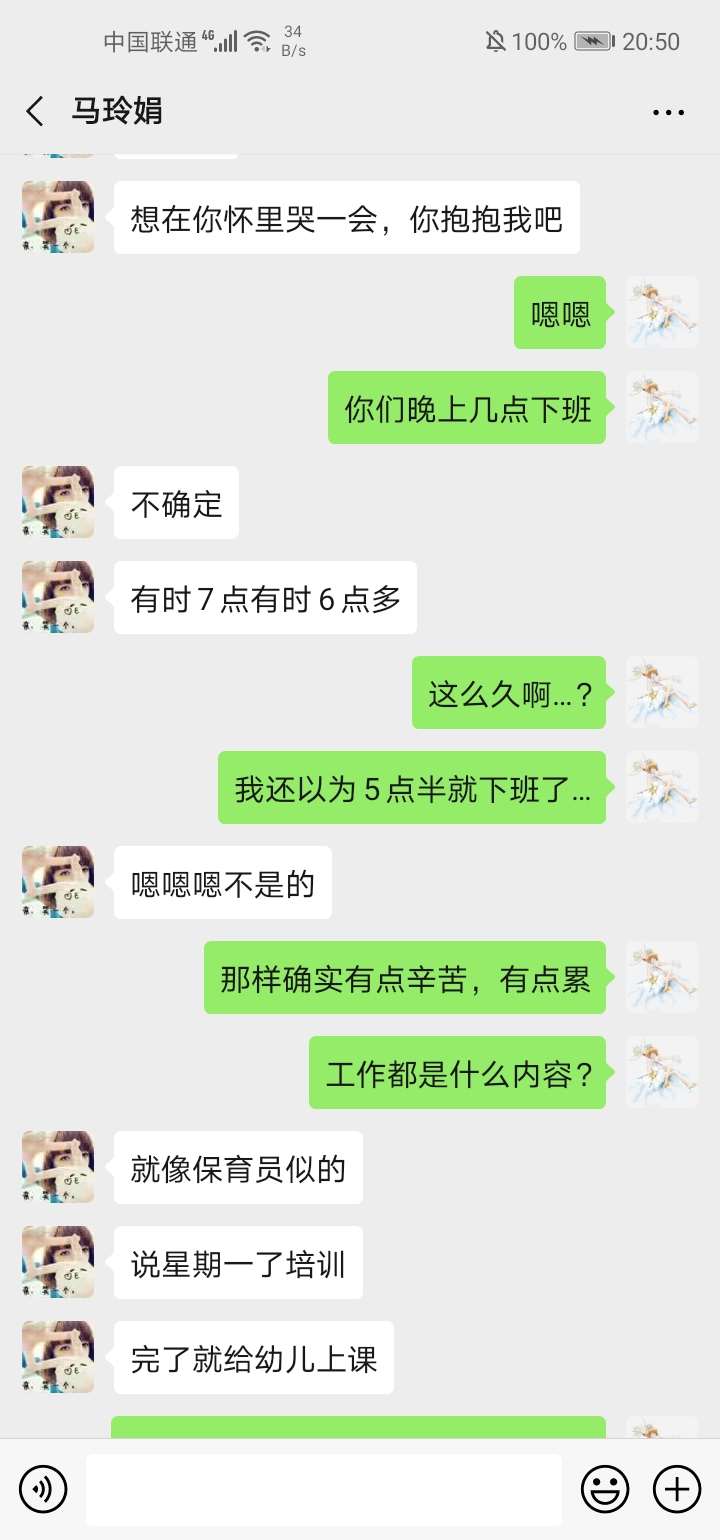 中国联通 4G 34 B/s 100% 20:50
马玲娟
想在你怀里哭一会，你抱抱我吧
嗯嗯
你们晚上几点下班
不确定
有时7点有时6点多
这么久啊...?
我还以为5点半就下班了...
嗯嗯嗯不是的
那样确实有点辛苦，有点累
工作都是什么内容?
就像保育员似的
说星期一了培训
完了就给幼儿上课